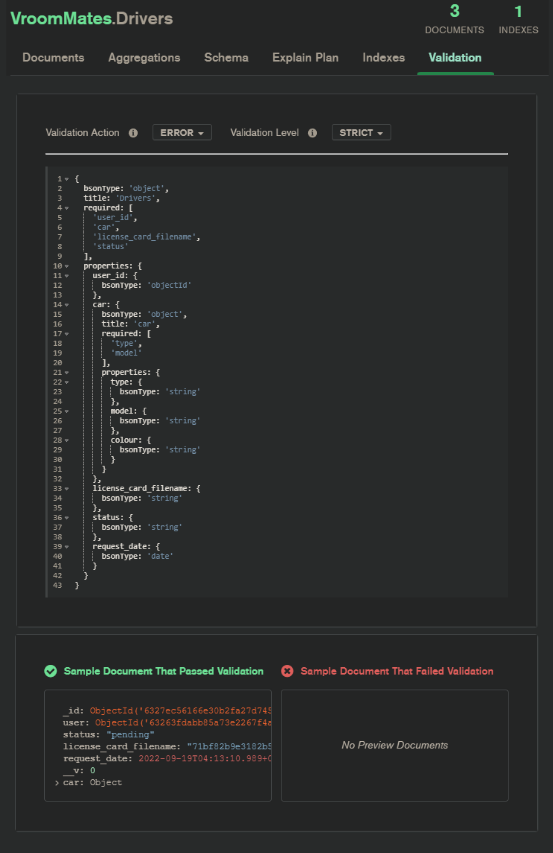 VroomMates.Drivers
3
DOCUMENTS
1
INDEXES
Documents Aggregations Schema Explain Plan Indexes Validation
Validation Action ERROR Validation Level STRICT
1 {
2 bsonType: 'object',
3 title: 'Drivers',
4 required: [
5 'user_id',
6 'car',
7 'license_card_filename',
8 'status'
9 ],
10 properties: {
11 user_id: {
12 bsonType: 'objectId'
13 },
14 car: {
15 bsonType: 'object',
16 title: 'car',
17 required: [
18 'type',
19 'model'
20 ],
21 properties: {
22 type: {
23 bsonType: 'string'
24 },
25 model: {
26 bsonType: 'string'
27 },
28 colour: {
29 bsonType: 'string'
30 }
31 }
32 },
33 license_card_filename: {
34 bsonType: 'string'
35 },
36 status: {
37 bsonType: 'string'
38 },
39 request_date: {
40 bsonType: 'date'
41 }
42 }
43 }
Sample Document That Passed Validation
_id: ObjectId('6327ec56166e30b2fa27d745
user: ObjectId('63263fdabb85a73e2267f4a
status: "pending"
license_card_filename: "71bf82b9e3182b5
request_date: 2022-09-19T04:13:10.989+0
__v: 0
> car: Object
Sample Document That Failed Validation
No Preview Documents